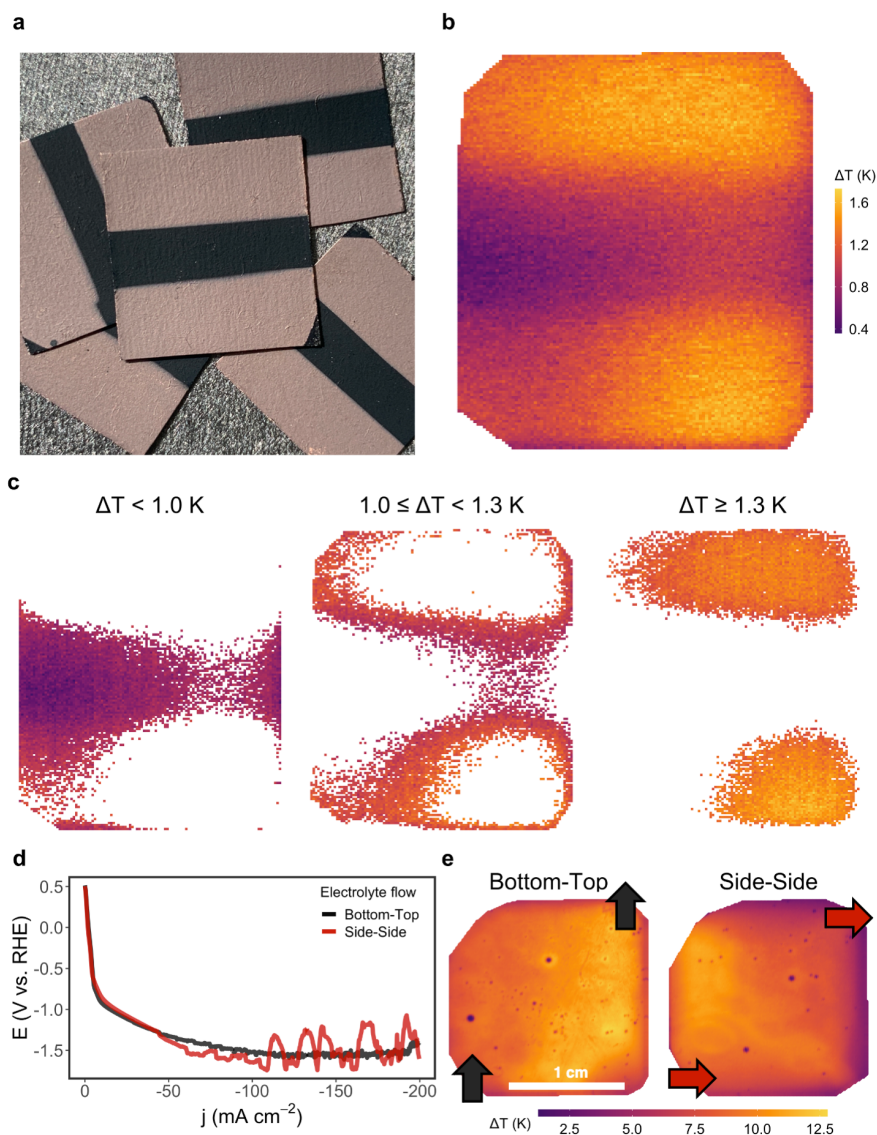 a
b
ΔT (K)
1.6
1.2
0.8
0.4
c
ΔT < 1.0 K
1.0 ≤ ΔT < 1.3 K
ΔT ≥ 1.3 K
d
E (V vs. RHE)
0.5
0.0
-0.5
-1.0
-1.5
Electrolyte flow
Bottom-Top
Side-Side
0
-50
-100
-150
-200
j (mA cm⁻²)
e
Bottom-Top
Side-Side
1 cm
ΔT (K)
2.5
5.0
7.5
10.0
12.5